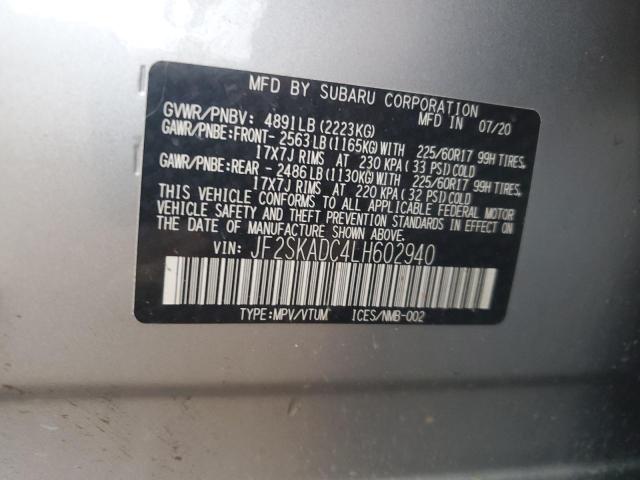 MFD BY SUBARU CORPORATION
GVWR/PNBV: 4891LB (2223KG) MFD IN 07/20
GAWR/PNBE:FRONT- 2563LB (1165KG) WITH 225/60R17 99H TIRES,
17X7J RIMS AT 230 KPA (33 PSI) COLD
GAWR/PNBE:REAR - 2486LB (1130KG) WITH 225/60R17 99H TIRES,
17X7J RIMS AT 220 KPA (32 PSI) COLD
THIS VEHICLE CONFORMS TO ALL APPLICABLE FEDERAL MOTOR
VEHICLE SAFETY AND THEFT PREVENTION STANDARDS IN EFFECT ON
THE DATE OF MANUFACTURE SHOWN ABOVE.
VIN: JF2SKADC4LH602940
TYPE:MPV/VTUM ICES/NMB-002